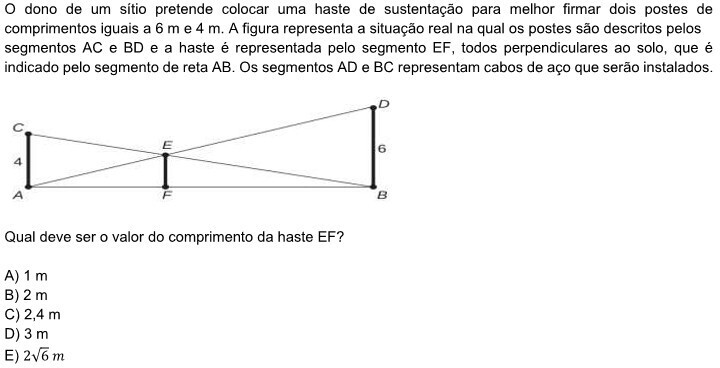 O dono de um sítio pretende colocar uma haste de sustentação para melhor firmar dois postes de
comprimentos iguais a 6 m e 4 m. A figura representa a situação real na qual os postes são descritos pelos
segmentos AC e BD e a haste é representada pelo segmento EF, todos perpendiculares ao solo, que é
indicado pelo segmento de reta AB. Os segmentos AD e BC representam cabos de aço que serão instalados.
D
C
E
4
6
A
F
B
Qual deve ser o valor do comprimento da haste EF?
A) 1 m
B) 2 m
C) 2,4 m
D) 3 m
E) 2√6 m